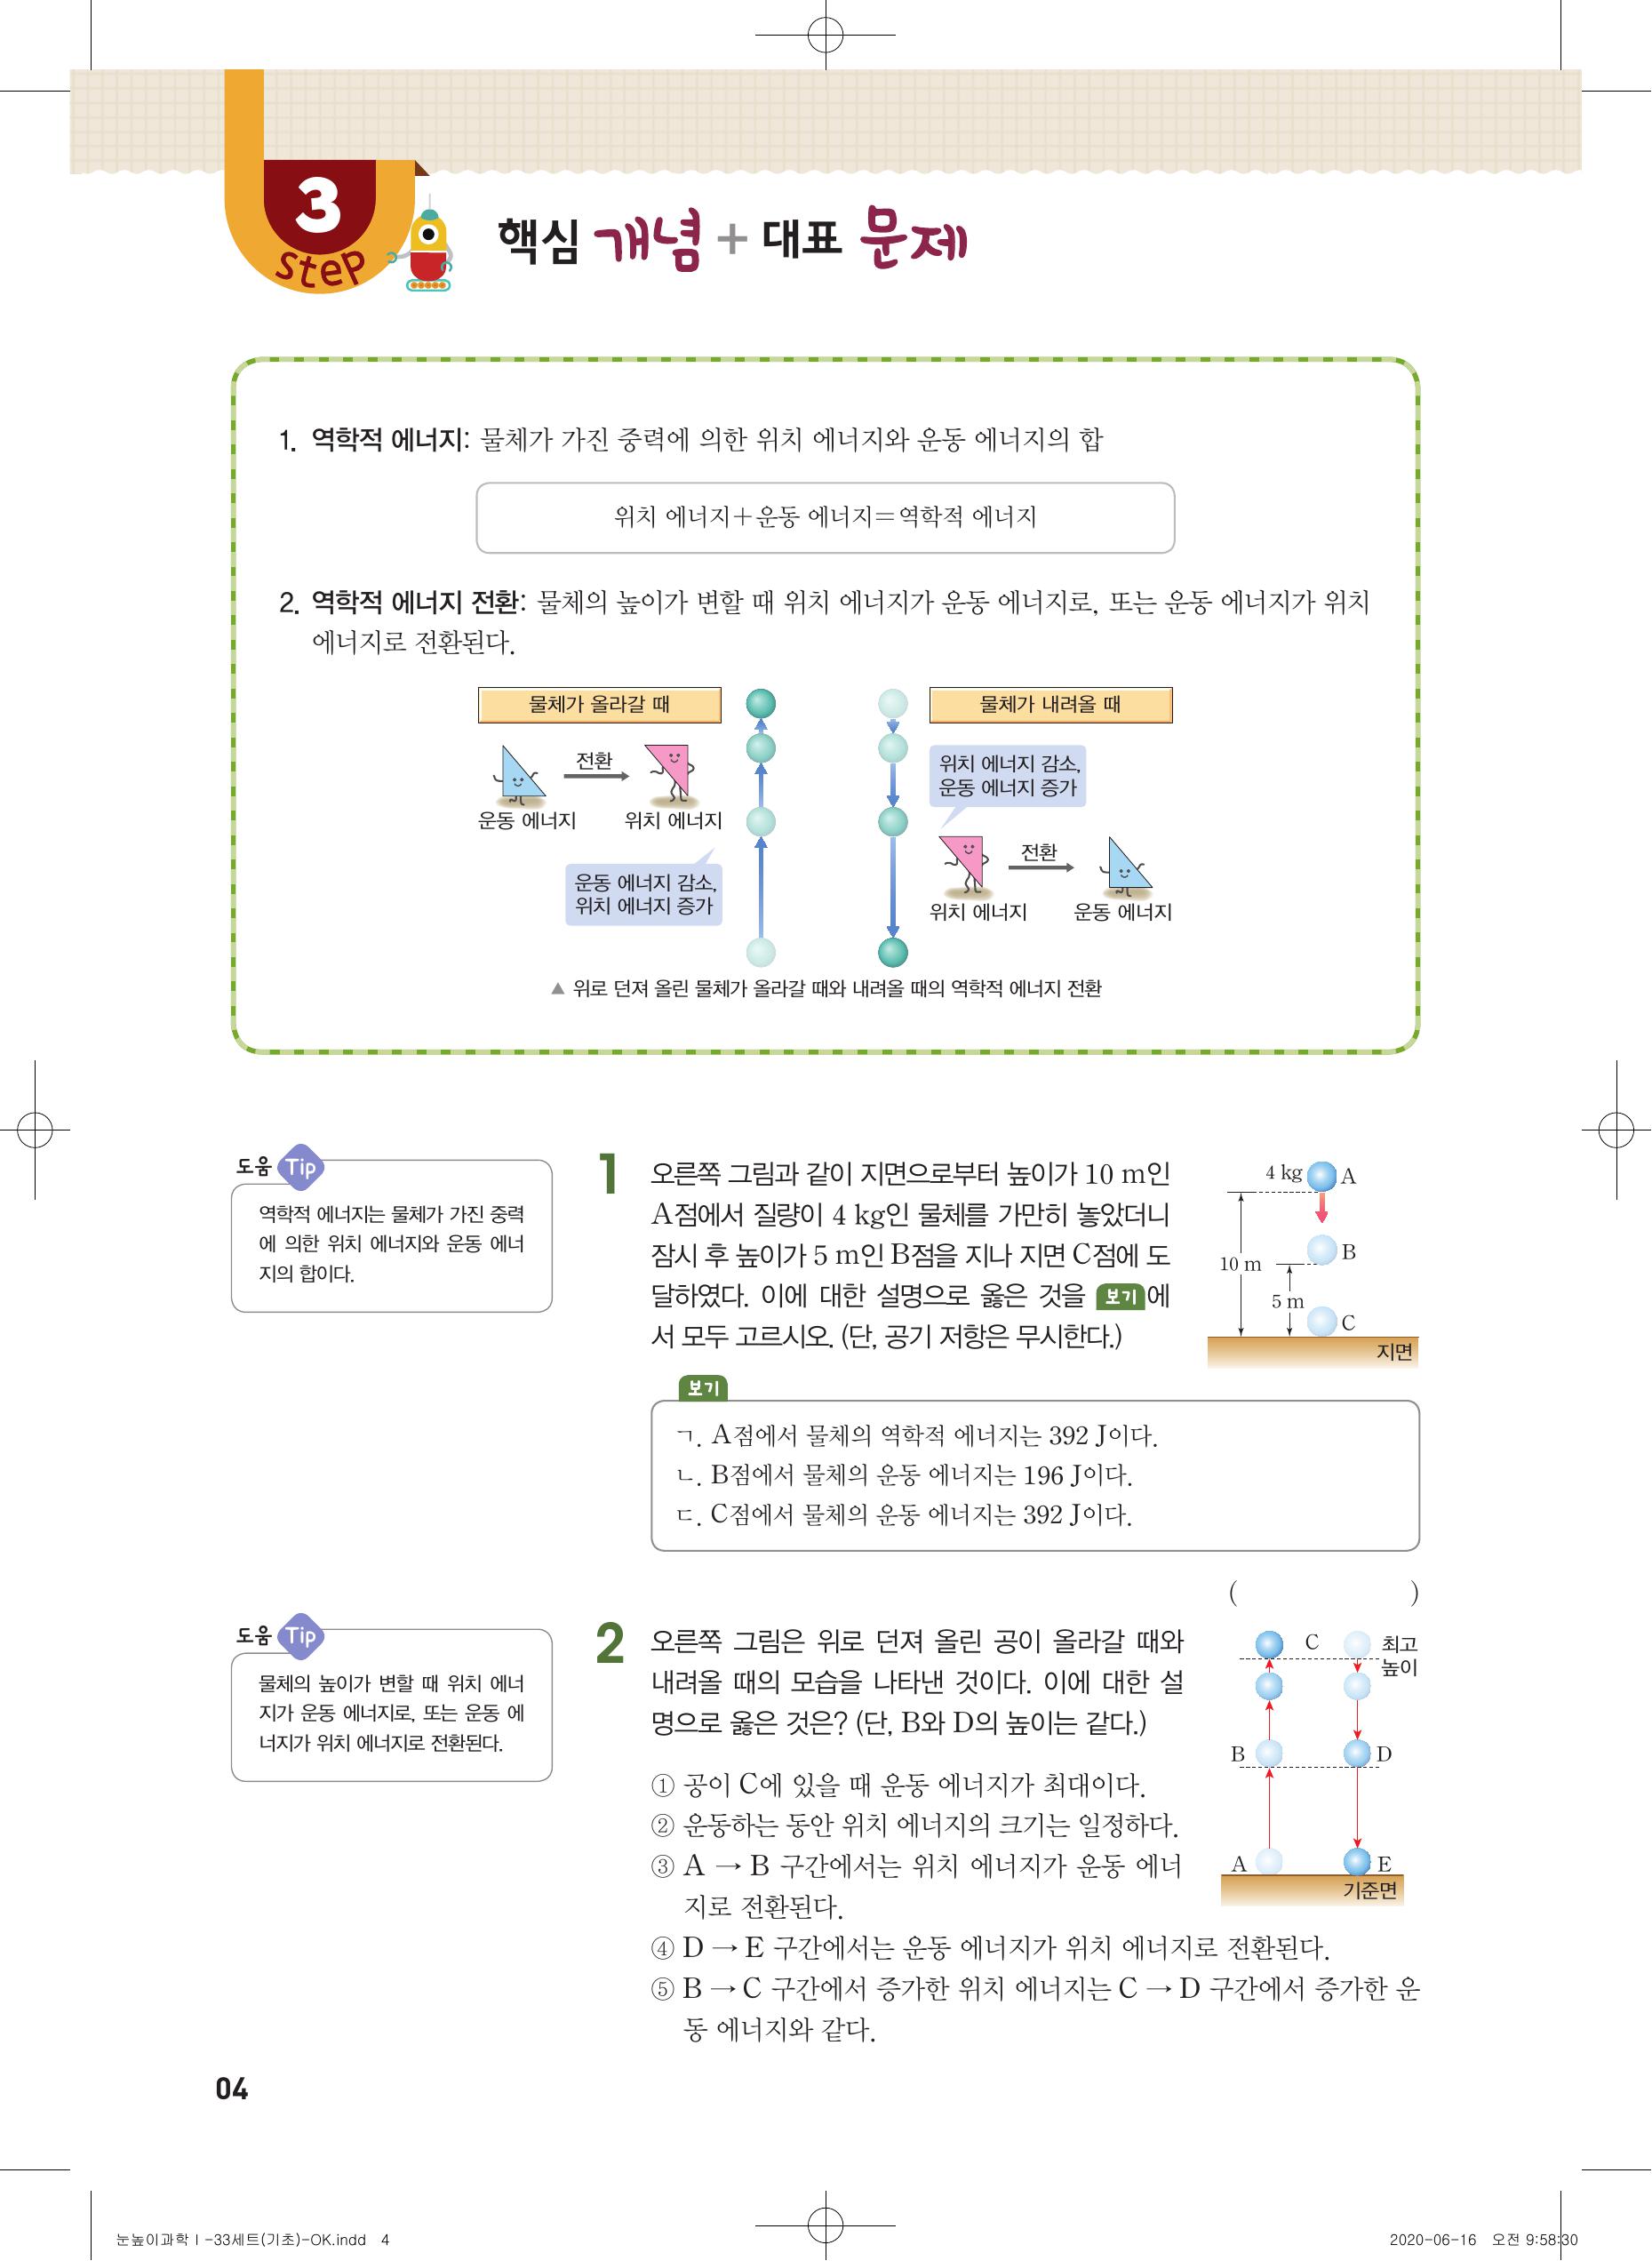 3
step
핵심 개념 + 대표 문제
1. 역학적 에너지: 물체가 가진 중력에 의한 위치 에너지와 운동 에너지의 합
위치 에너지+운동 에너지=역학적 에너지
2. 역학적 에너지 전환: 물체의 높이가 변할 때 위치 에너지가 운동 에너지로, 또는 운동 에너지가 위치
에너지로 전환된다.
물체가 올라갈 때
전환
운동 에너지 위치 에너지
운동 에너지 감소,
위치 에너지 증가
물체가 내려올 때
위치 에너지 감소,
운동 에너지 증가
전환
위치 에너지 운동 에너지
▲ 위로 던져 올린 물체가 올라갈 때와 내려올 때의 역학적 에너지 전환
도움 Tip
역학적 에너지는 물체가 가진 중력
에 의한 위치 에너지와 운동 에너
지의 합이다.
1 오른쪽 그림과 같이 지면으로부터 높이가 10 m인
A점에서 질량이 4 kg인 물체를 가만히 놓았더니
잠시 후 높이가 5 m인 B점을 지나 지면 C점에 도
달하였다. 이에 대한 설명으로 옳은 것을 보기 에
서 모두 고르시오. (단, 공기 저항은 무시한다.)
4 kg A
B
10 m
5 m
C
지면
보기
ㄱ. A점에서 물체의 역학적 에너지는 392 J이다.
ㄴ. B점에서 물체의 운동 에너지는 196 J이다.
ㄷ. C점에서 물체의 운동 에너지는 392 J이다.
( )
도움 Tip
물체의 높이가 변할 때 위치 에너
지가 운동 에너지로, 또는 운동 에
너지가 위치 에너지로 전환된다.
2 오른쪽 그림은 위로 던져 올린 공이 올라갈 때와
내려올 때의 모습을 나타낸 것이다. 이에 대한 설
명으로 옳은 것은? (단, B와 D의 높이는 같다.)
C 최고
높이
B D
A E
기준면
① 공이 C에 있을 때 운동 에너지가 최대이다.
② 운동하는 동안 위치 에너지의 크기는 일정하다.
③ A → B 구간에서는 위치 에너지가 운동 에너
지로 전환된다.
④ D → E 구간에서는 운동 에너지가 위치 에너지로 전환된다.
⑤ B → C 구간에서 증가한 위치 에너지는 C → D 구간에서 증가한 운
동 에너지와 같다.
04
눈높이과학Ⅰ-33세트(기초)-OK.indd 4
2020-06-16 오전 9:58:30